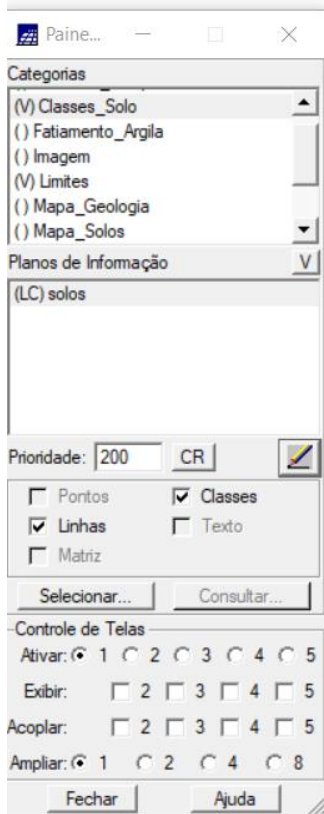 Paine...
Categorias
(V) Classes_Solo
( ) Fatiamento_Argila
( ) Imagem
(V) Limites
( ) Mapa_Geologia
( ) Mapa_Solos
Planos de Informação V
(LC) solos
Prioridade: 200 CR
Pontos Classes
Linhas Texto
Matriz
Selecionar... Consultar...
Controle de Telas
Ativar: 1 2 3 4 5
Exibir: 2 3 4 5
Acoplar: 2 3 4 5
Ampliar: 1 2 4 8
Fechar Ajuda